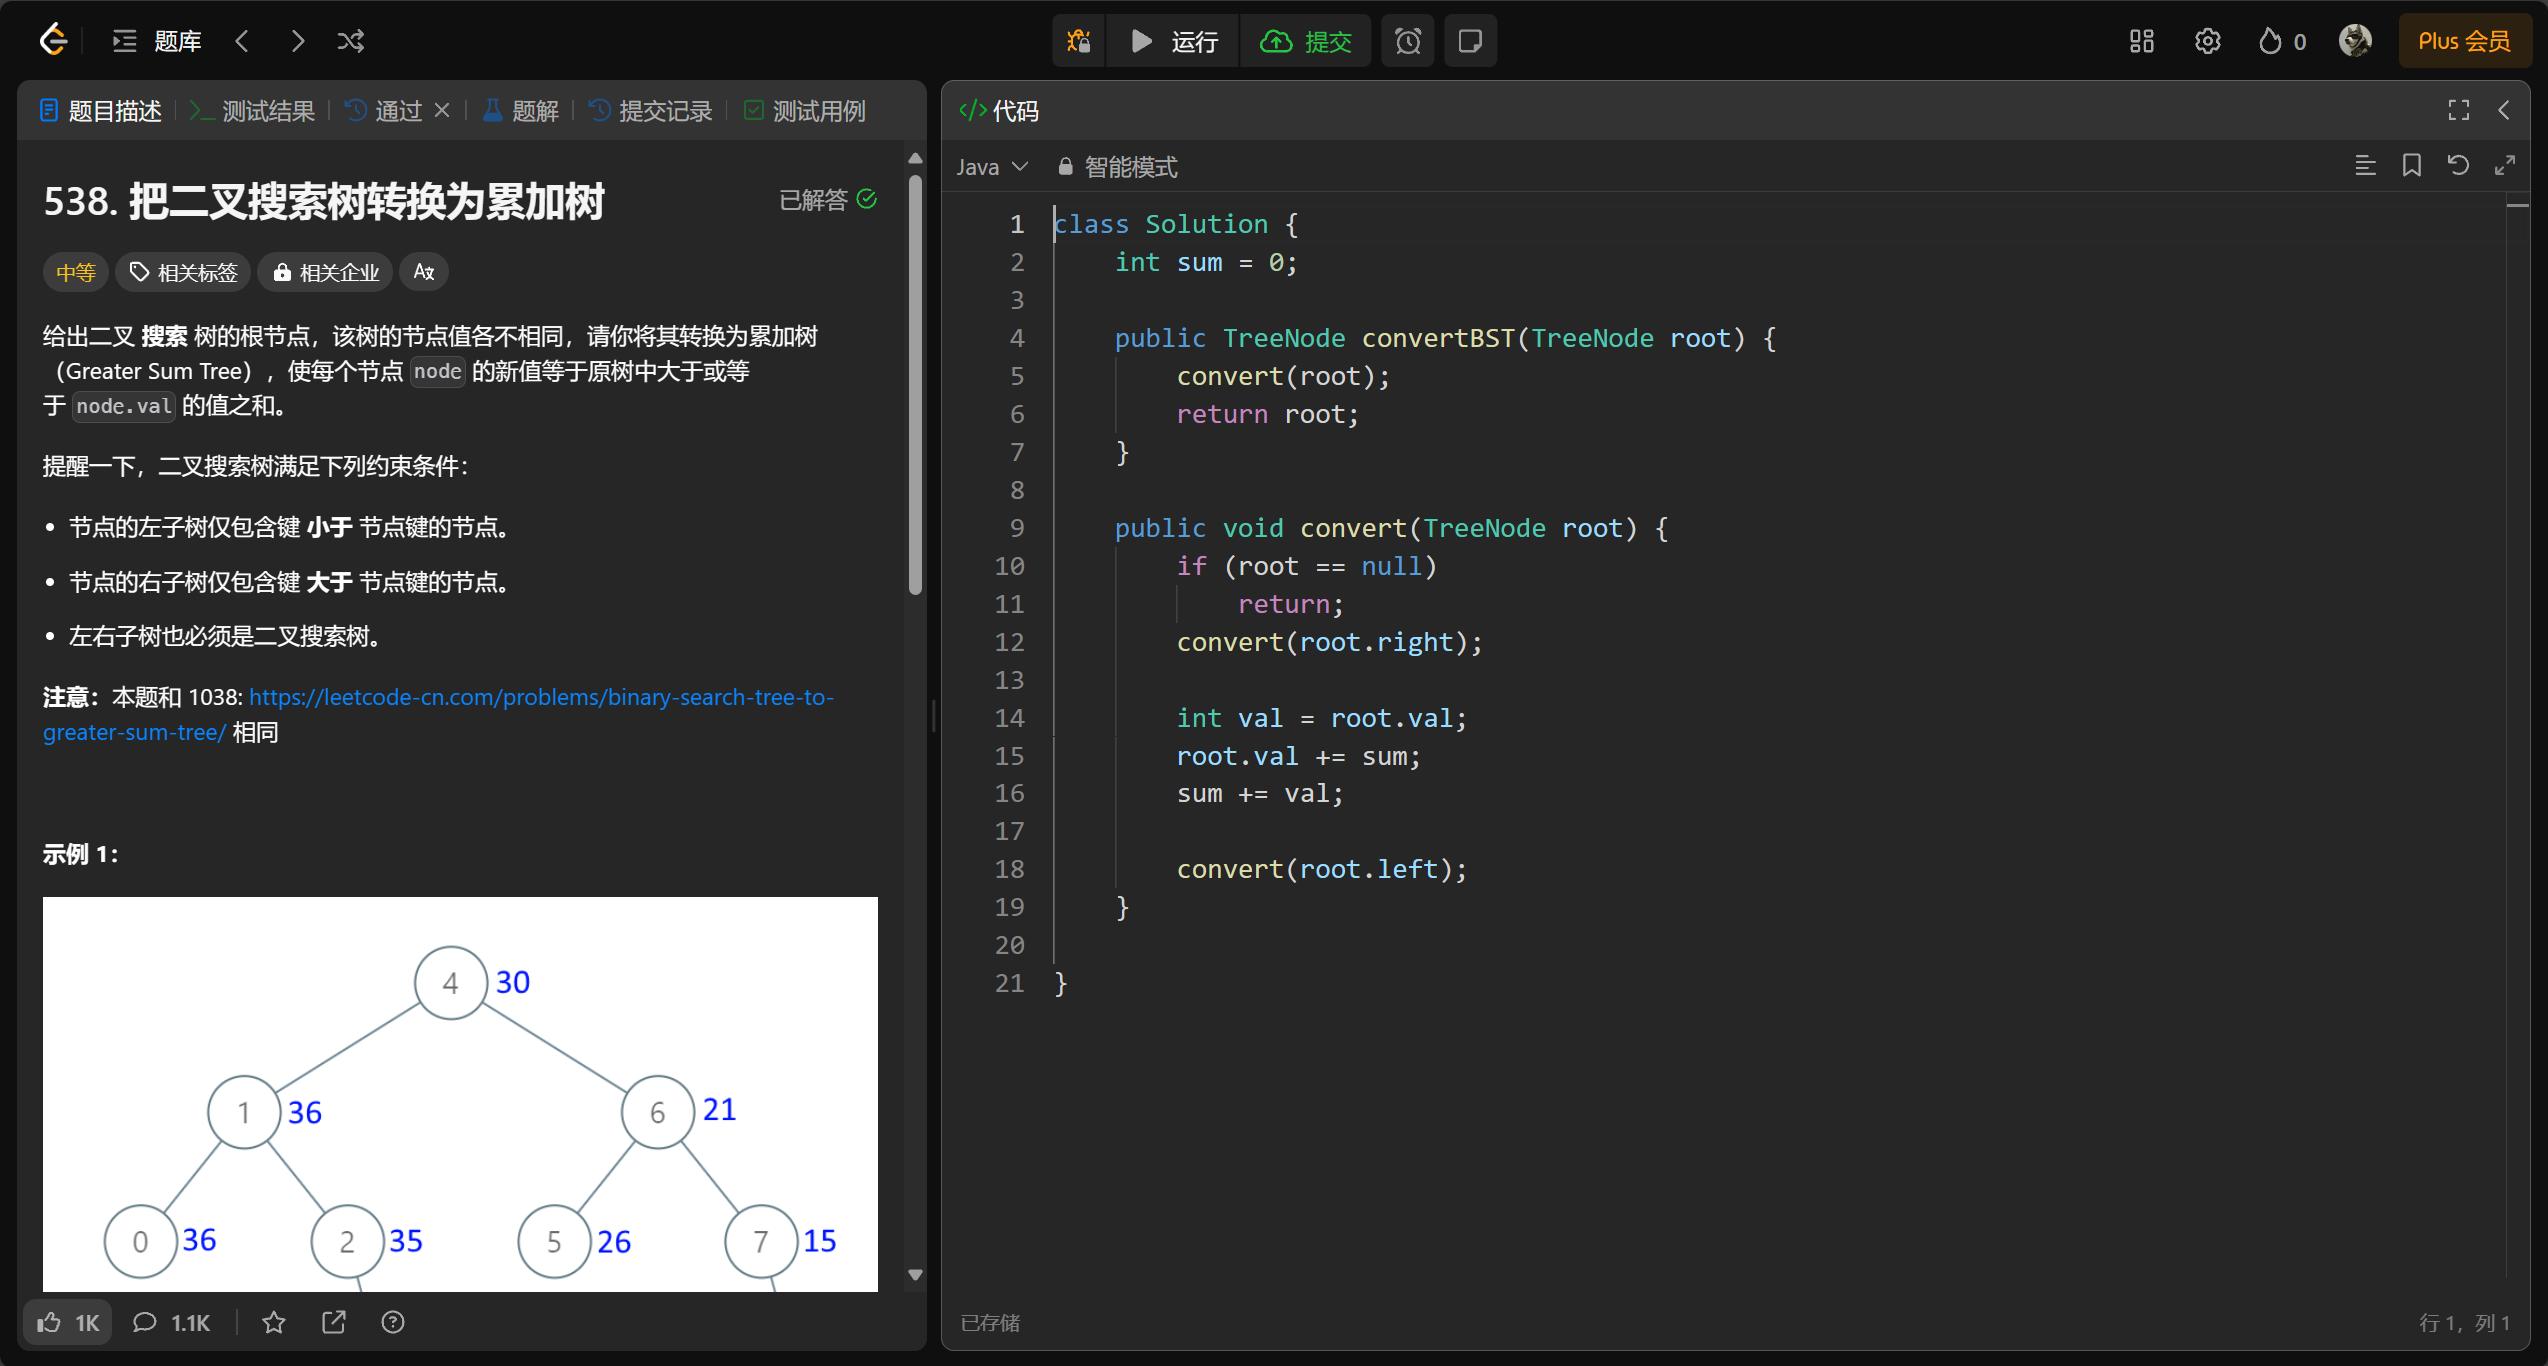 题库
运行
提交
0
Plus 会员
题目描述
测试结果
通过
题解
提交记录
测试用例
538. 把二叉搜索树转换为累加树
已解答
中等
相关标签
相关企业
给出二叉 搜索 树的根节点，该树的节点值各不相同，请你将其转换为累加树
（Greater Sum Tree），使每个节点 node 的新值等于原树中大于或等
于 node.val 的值之和。
提醒一下，二叉搜索树满足下列约束条件：
• 节点的左子树仅包含键 小于 节点键的节点。
• 节点的右子树仅包含键 大于 节点键的节点。
• 左右子树也必须是二叉搜索树。
注意：本题和 1038: https://leetcode-cn.com/problems/binary-search-tree-to-
greater-sum-tree/ 相同
示例 1：
4 30
1 36
6 21
0 36
2 35
5 26
7 15
1K
1.1K
</>代码
Java
智能模式
1 class Solution {
2     int sum = 0;
3
4     public TreeNode convertBST(TreeNode root) {
5         convert(root);
6         return root;
7     }
8
9     public void convert(TreeNode root) {
10         if (root == null)
11             return;
12         convert(root.right);
13
14         int val = root.val;
15         root.val += sum;
16         sum += val;
17
18         convert(root.left);
19     }
20
21 }
已存储
行 1，列 1